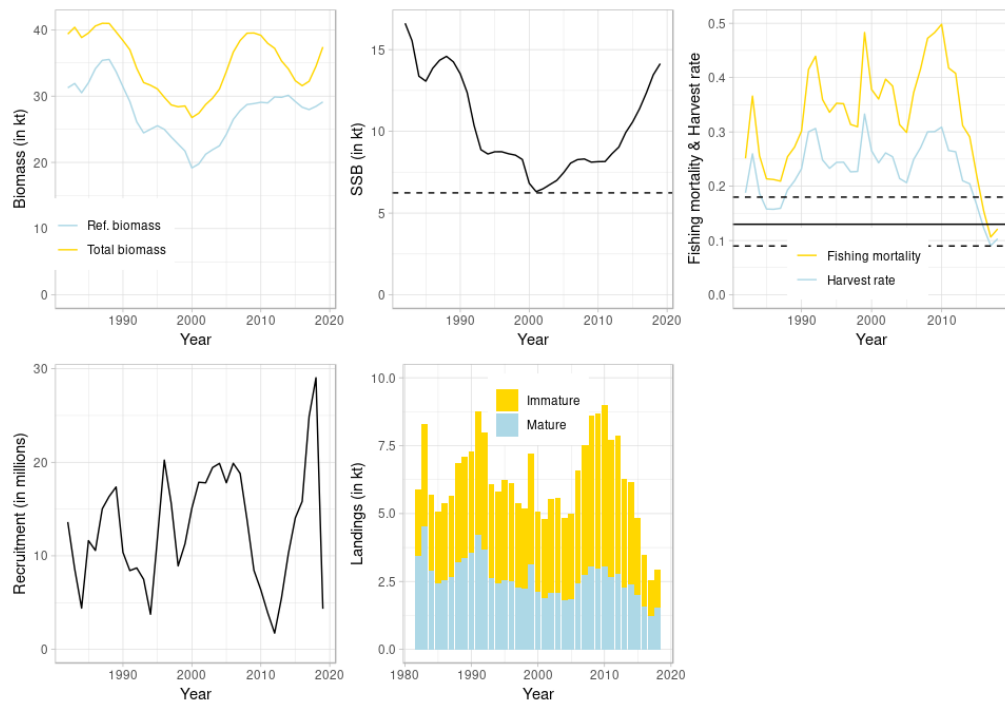 Biomass (in kt)
40
30
20
10
0
Ref. biomass
Total biomass
1990
2000
2010
2020
Year
SSB (in kt)
15
10
5
0
1990
2000
2010
2020
Year
Fishing mortality & Harvest rate
0.5
0.4
0.3
0.2
0.1
0.0
Fishing mortality
Harvest rate
1990
2000
2010
Year
Recruitment (in millions)
30
20
10
0
1990
2000
2010
2020
Year
Landings (in kt)
10.0
7.5
5.0
2.5
0.0
Immature
Mature
1980
1990
2000
2010
2020
Year